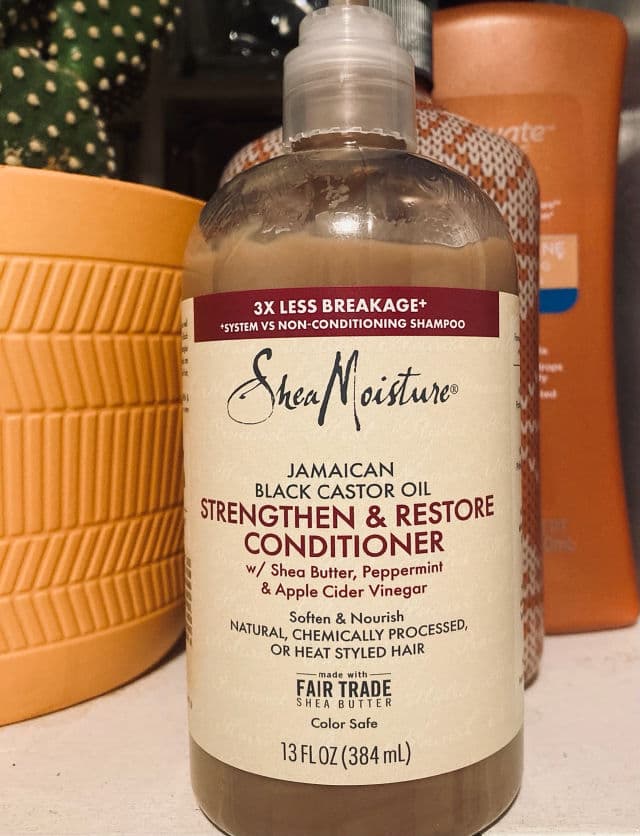 3X LESS BREAKAGE+
+SYSTEM VS NON-CONDITIONING SHAMPOO
SheaMoisture®
JAMAICAN
BLACK CASTOR OIL
STRENGTHEN & RESTORE
CONDITIONER
w/ Shea Butter, Peppermint
& Apple Cider Vinegar
Soften & Nourish
NATURAL, CHEMICALLY PROCESSED,
OR HEAT STYLED HAIR
made with
FAIR TRADE
SHEA BUTTER
Color Safe
13 FL OZ (384 mL)